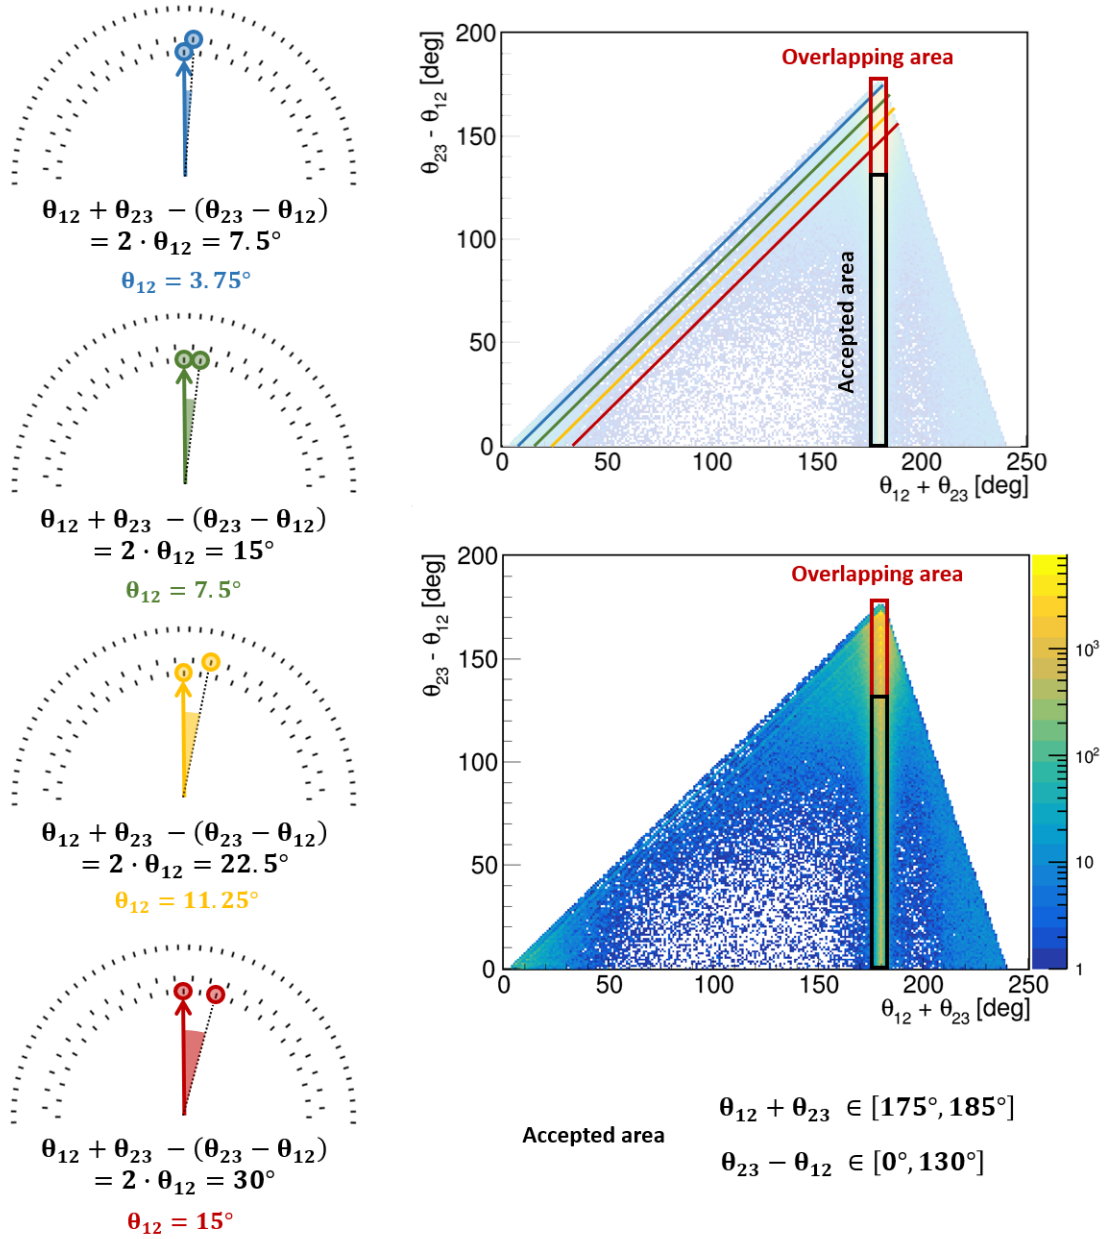 θ₁₂ + θ₂₃ − (θ₂₃ − θ₁₂)
= 2 · θ₁₂ = 7.5°
θ₁₂ = 3.75°
θ₁₂ + θ₂₃ − (θ₂₃ − θ₁₂)
= 2 · θ₁₂ = 15°
θ₁₂ = 7.5°
θ₁₂ + θ₂₃ − (θ₂₃ − θ₁₂)
= 2 · θ₁₂ = 22.5°
θ₁₂ = 11.25°
θ₁₂ + θ₂₃ − (θ₂₃ − θ₁₂)
= 2 · θ₁₂ = 30°
θ₁₂ = 15°
θ₂₃ - θ₁₂ [deg]
200
150
100
50
0
Overlapping area
Accepted area
0 50 100 150 200 250
θ₁₂ + θ₂₃ [deg]
θ₂₃ - θ₁₂ [deg]
200
150
100
50
0
Overlapping area
0 50 100 150 200 250
θ₁₂ + θ₂₃ [deg]
10³
10²
10
1
Accepted area
θ₁₂ + θ₂₃ ∈ [175°, 185°]
θ₂₃ − θ₁₂ ∈ [0°, 130°]